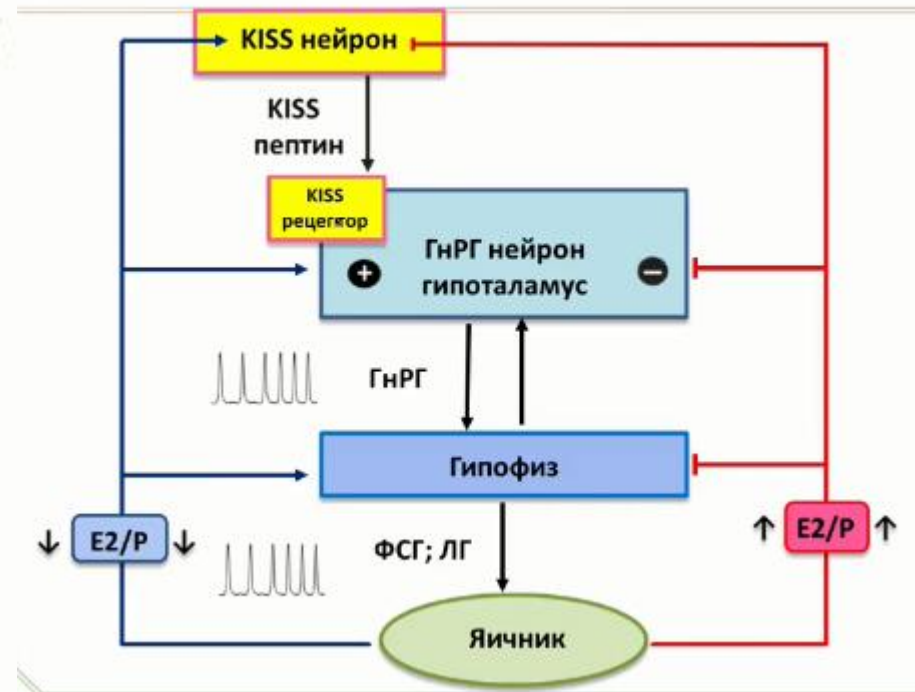 KISS нейрон
KISS
пептин
KISS
рецептор
ГнРГ нейрон
гипоталамус
ГнРГ
Гипофиз
↓ E2/P ↓
↑ E2/P ↑
ФСГ; ЛГ
Яичник